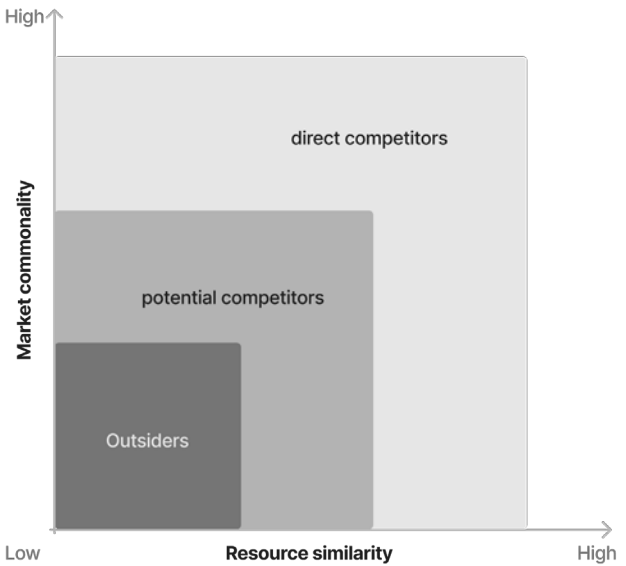 High
direct competitors
Market commonality
potential competitors
Outsiders
Low
Resource similarity
High